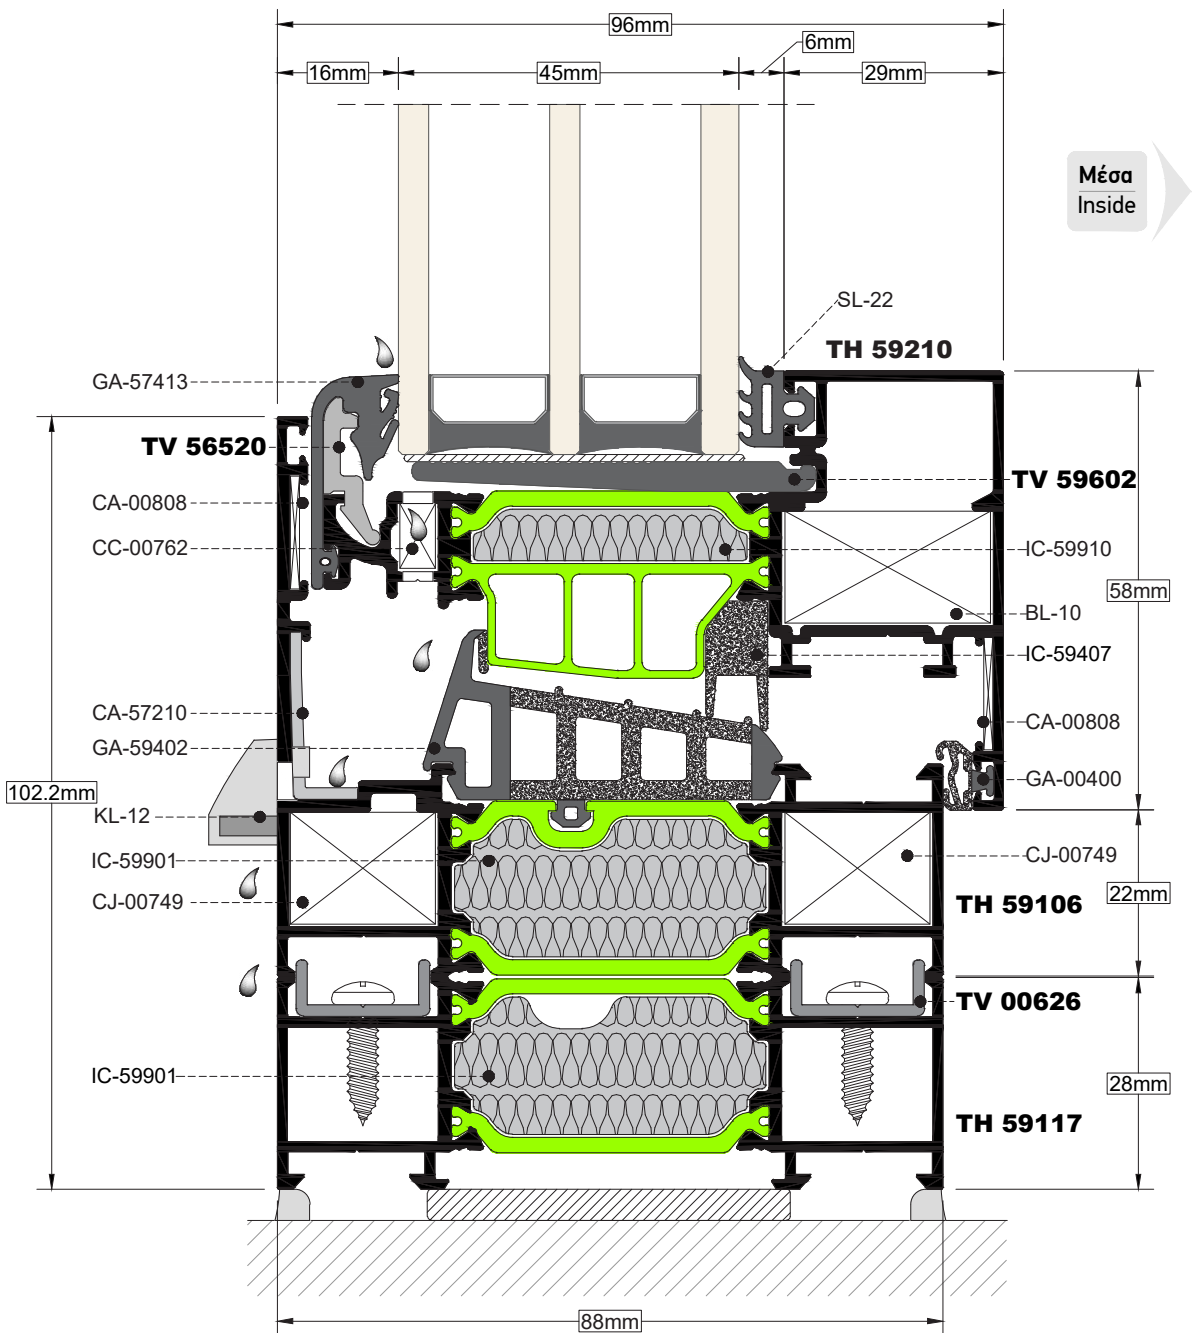 96mm
6mm
16mm
45mm
29mm
Μέσα
Inside
SL-22
TH 59210
GA-57413
TV 56520
TV 59602
CA-00808
CC-00762
IC-59910
58mm
BL-10
IC-59407
CA-57210
CA-00808
GA-59402
GA-00400
102.2mm
KL-12
IC-59901
CJ-00749
CJ-00749
TH 59106
22mm
TV 00626
IC-59901
28mm
TH 59117
88mm